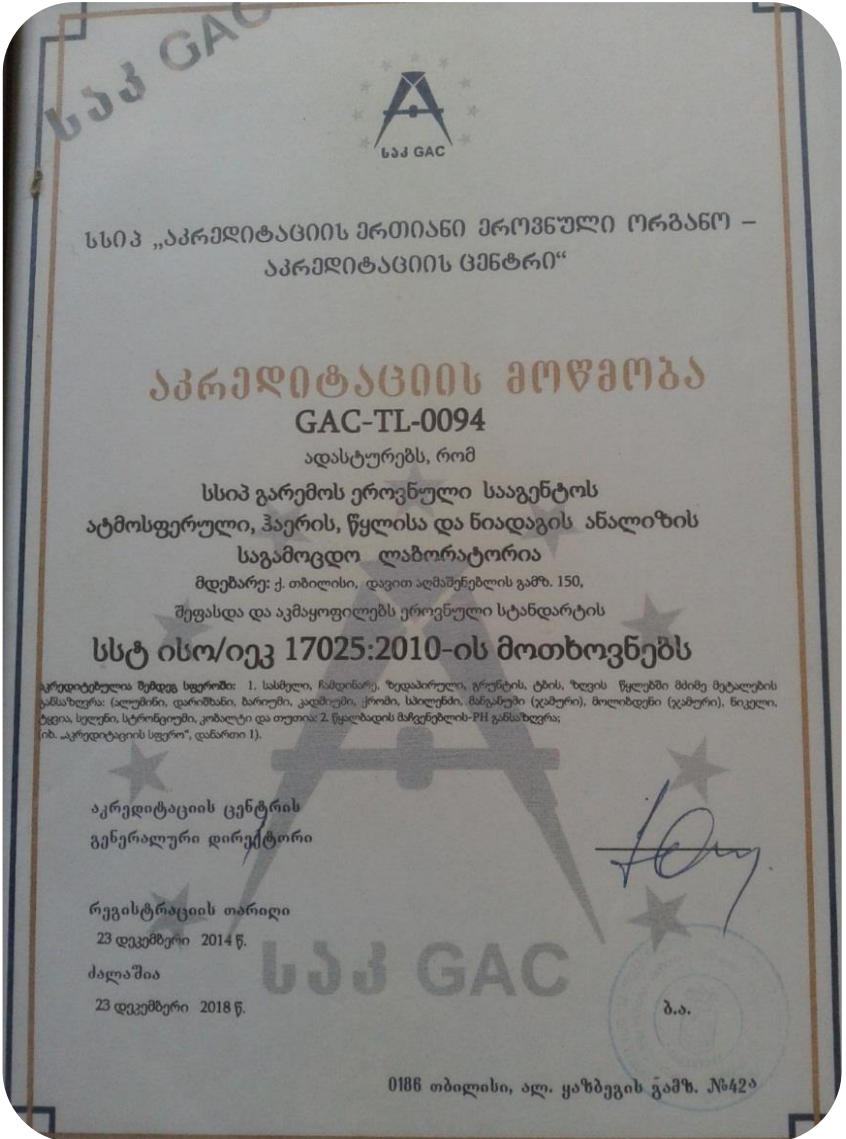 საკ GAC
საკ GAC
სსიპ „აკრედიტაციის ერთიანი ეროვნული ორგანო –
აკრედიტაციის ცენტრი“
აკრედიტაციის მოწმობა
GAC-TL-0094
ადასტურებს, რომ
სსიპ გარემოს ეროვნული სააგენტოს
ატმოსფერული, ჰაერის, წყლისა და ნიადაგის ანალიზის
საგამოცდო ლაბორატორია
მდებარე: ქ. თბილისი, დავით აღმაშენებლის გამზ. 150,
შეფასდა და აკმაყოფილებს ეროვნული სტანდარტის
სსტ ისო/იეკ 17025:2010-ის მოთხოვნებს
აკრედიტებულია შემდეგ სფეროში: 1. სასმელი, ჩამდინარე, ზედაპირული, გრუნტის, ტბის, ზღვის წყლებში მძიმე მეტალების
განსაზღვრა: (ალუმინი, დარიშხანი, ბარიუმი, კადმიუმი, ქრომი, სპილენძი, მანგანუმი (ჯამური), მოლიბდენი (ჯამური), ნიკელი,
ტყვია, სელენი, სტრონციუმი, კობალტი და თუთია: 2. წყალბადის მაჩვენებლის-PH განსაზღვრა;
(იხ. „აკრედიტაციის სფერო“, დანართი 1).
აკრედიტაციის ცენტრის
გენერალური დირექტორი
რეგისტრაციის თარიღი
23 დეკემბერი 2014 წ.
ძალაშია
23 დეკემბერი 2018 წ.
საკ GAC
ბ.ა.
0186 თბილისი, ალ. ყაზბეგის გამზ. №42ა